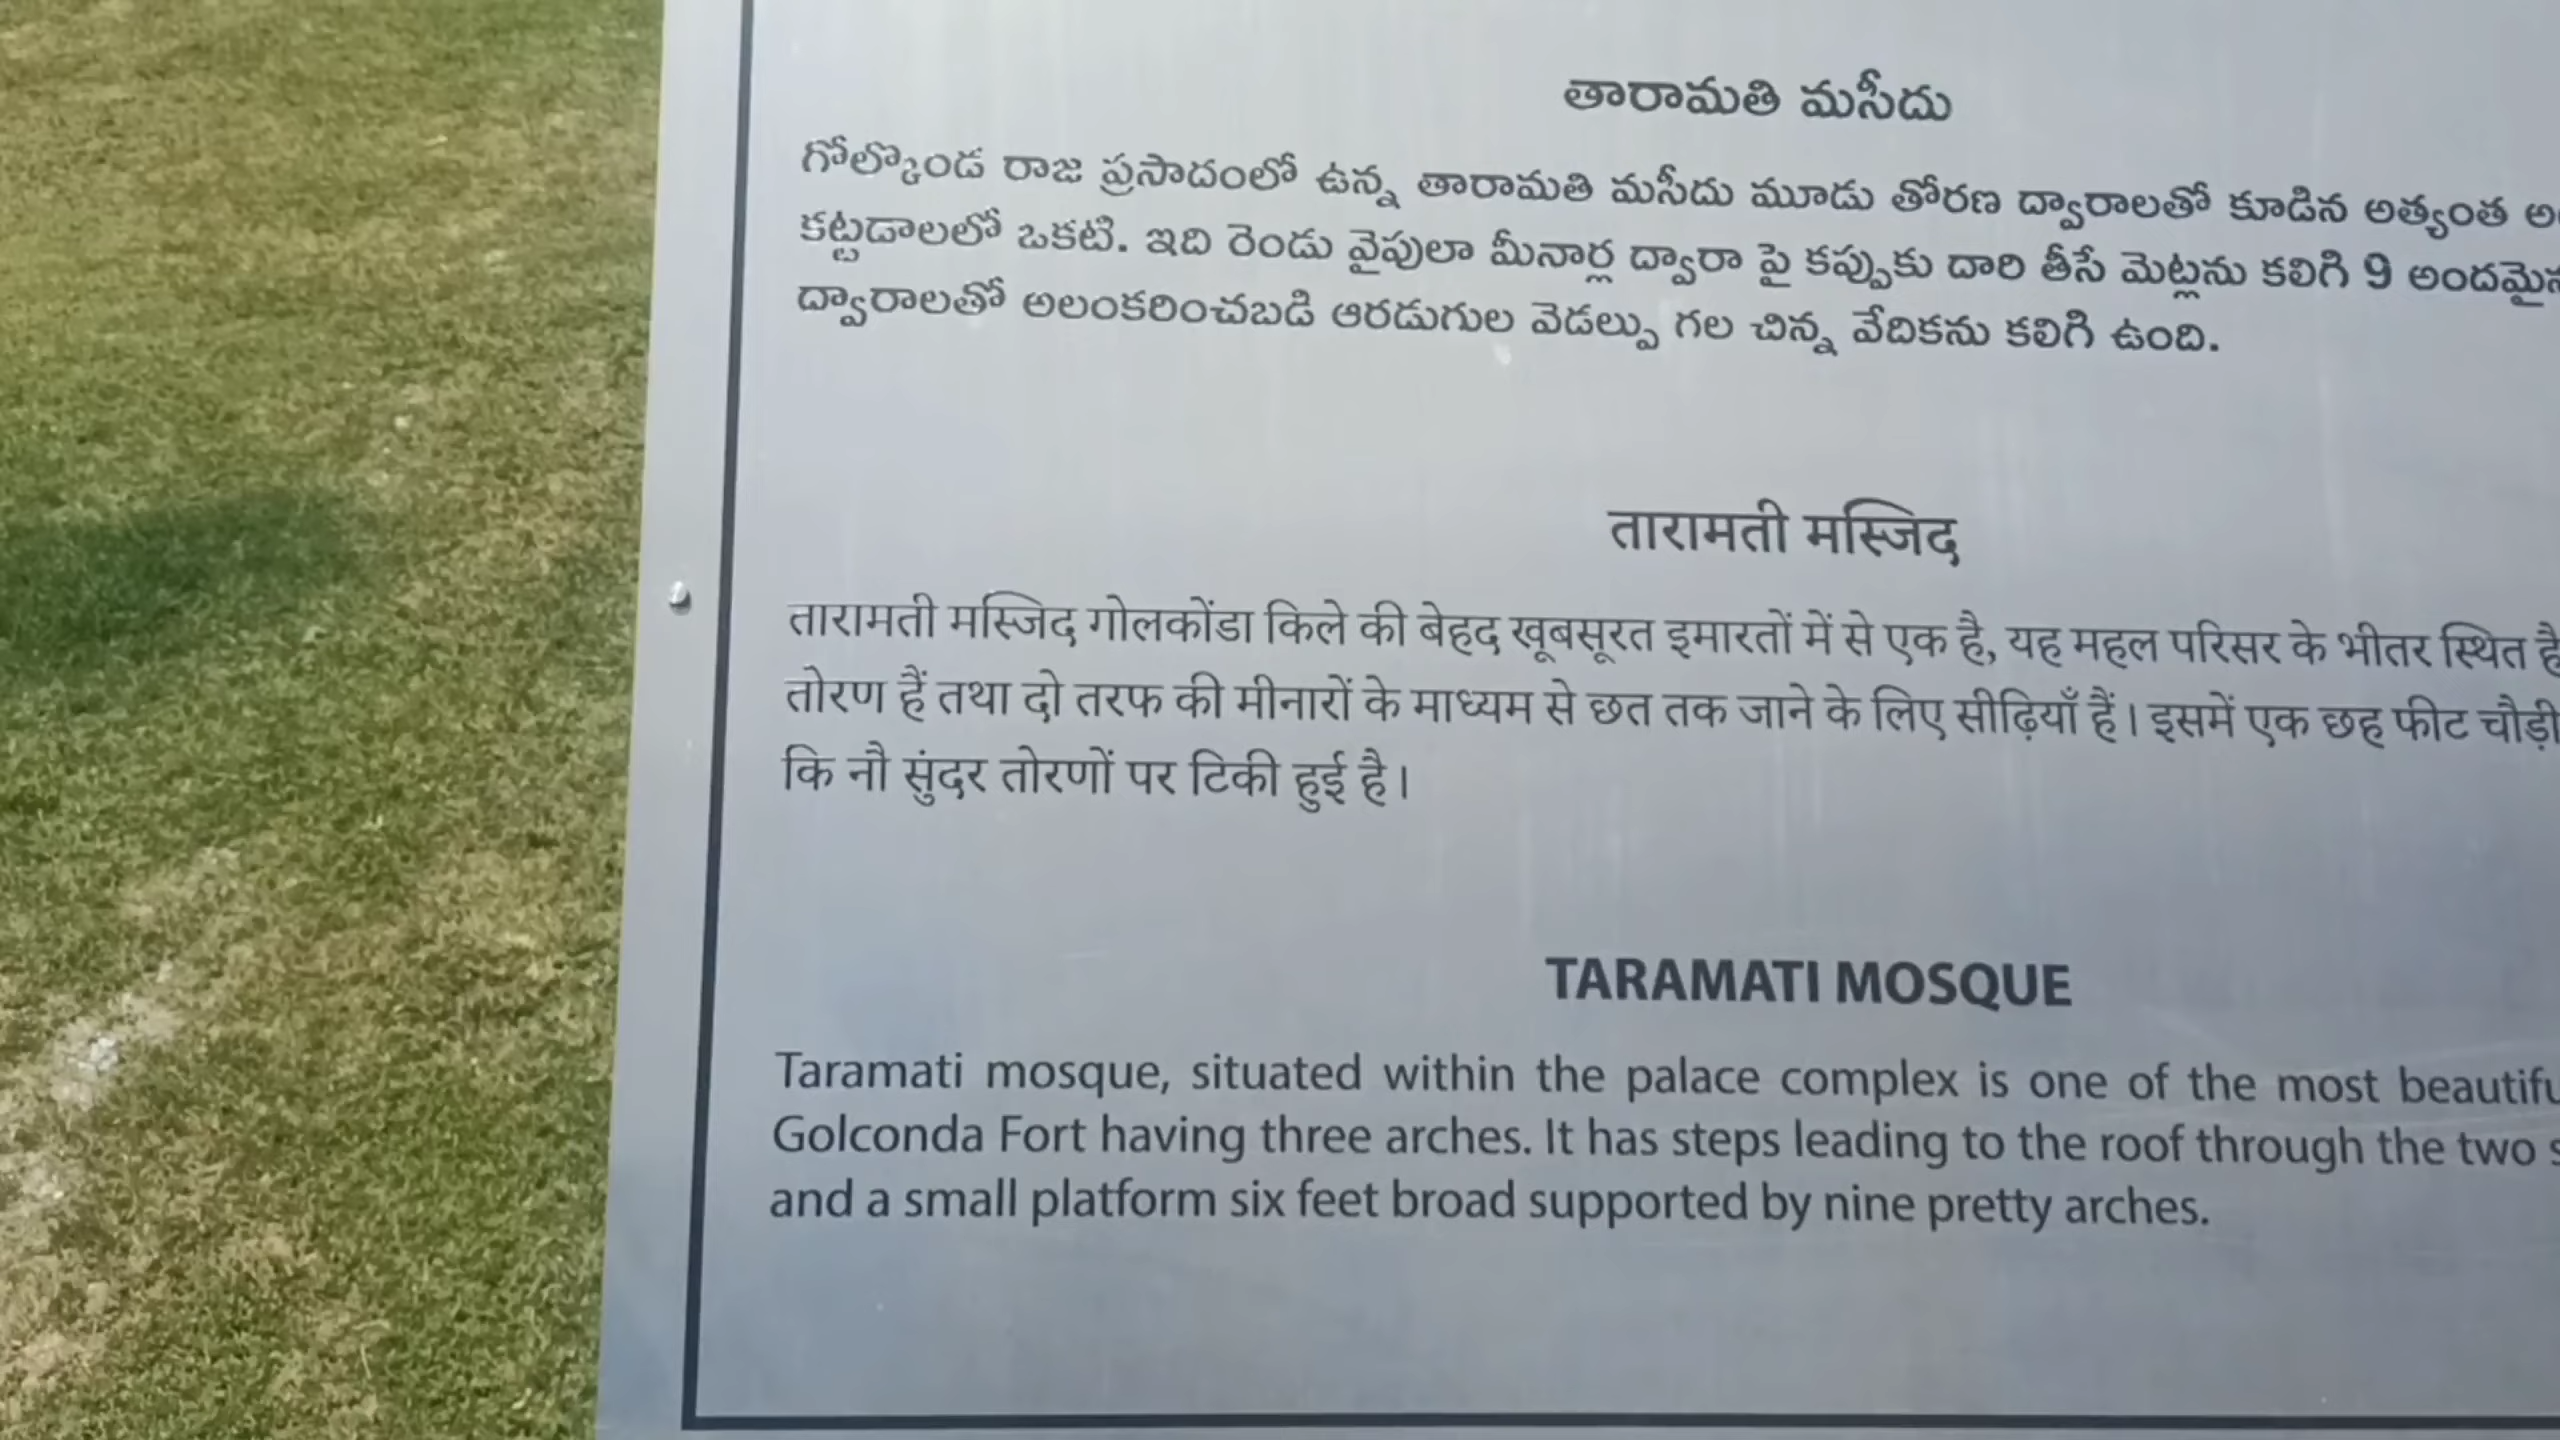 తారామతి మసీదు
గోల్కొండ రాజ ప్రసాదంలో ఉన్న తారామతి మసీదు మూడు తోరణ ద్వారాలతో కూడిన అత్యంత
కట్టడాలలో ఒకటి. ఇది రెండు వైపులా మీనార్ల ద్వారా పై కప్పుకు దారి తీసే మెట్లను కలిగి 9
ద్వారాలతో అలంకరించబడి ఆరడుగుల వెడల్పు గల చిన్న వేదికను కలిగి ఉంది.
तारामती मस्जिद
तारामती मस्जिद गोलकोंडा किले की बेहद खूबसूरत इमारतों में से एक है, यह महल परिसर के भीतर स्थित है
तोरण हैं तथा दो तरफ की मीनारों के माध्यम से छत तक जाने के लिए सीढ़ियाँ हैं। इसमें एक छह फीट चौड़ी
कि नौ सुंदर तोरणों पर टिकी हुई है।
TARAMATI MOSQUE
Taramati mosque, situated within the palace complex is one of the most
Golconda Fort having three arches. It has steps leading to the roof through the two
and a small platform six feet broad supported by nine pretty arches.